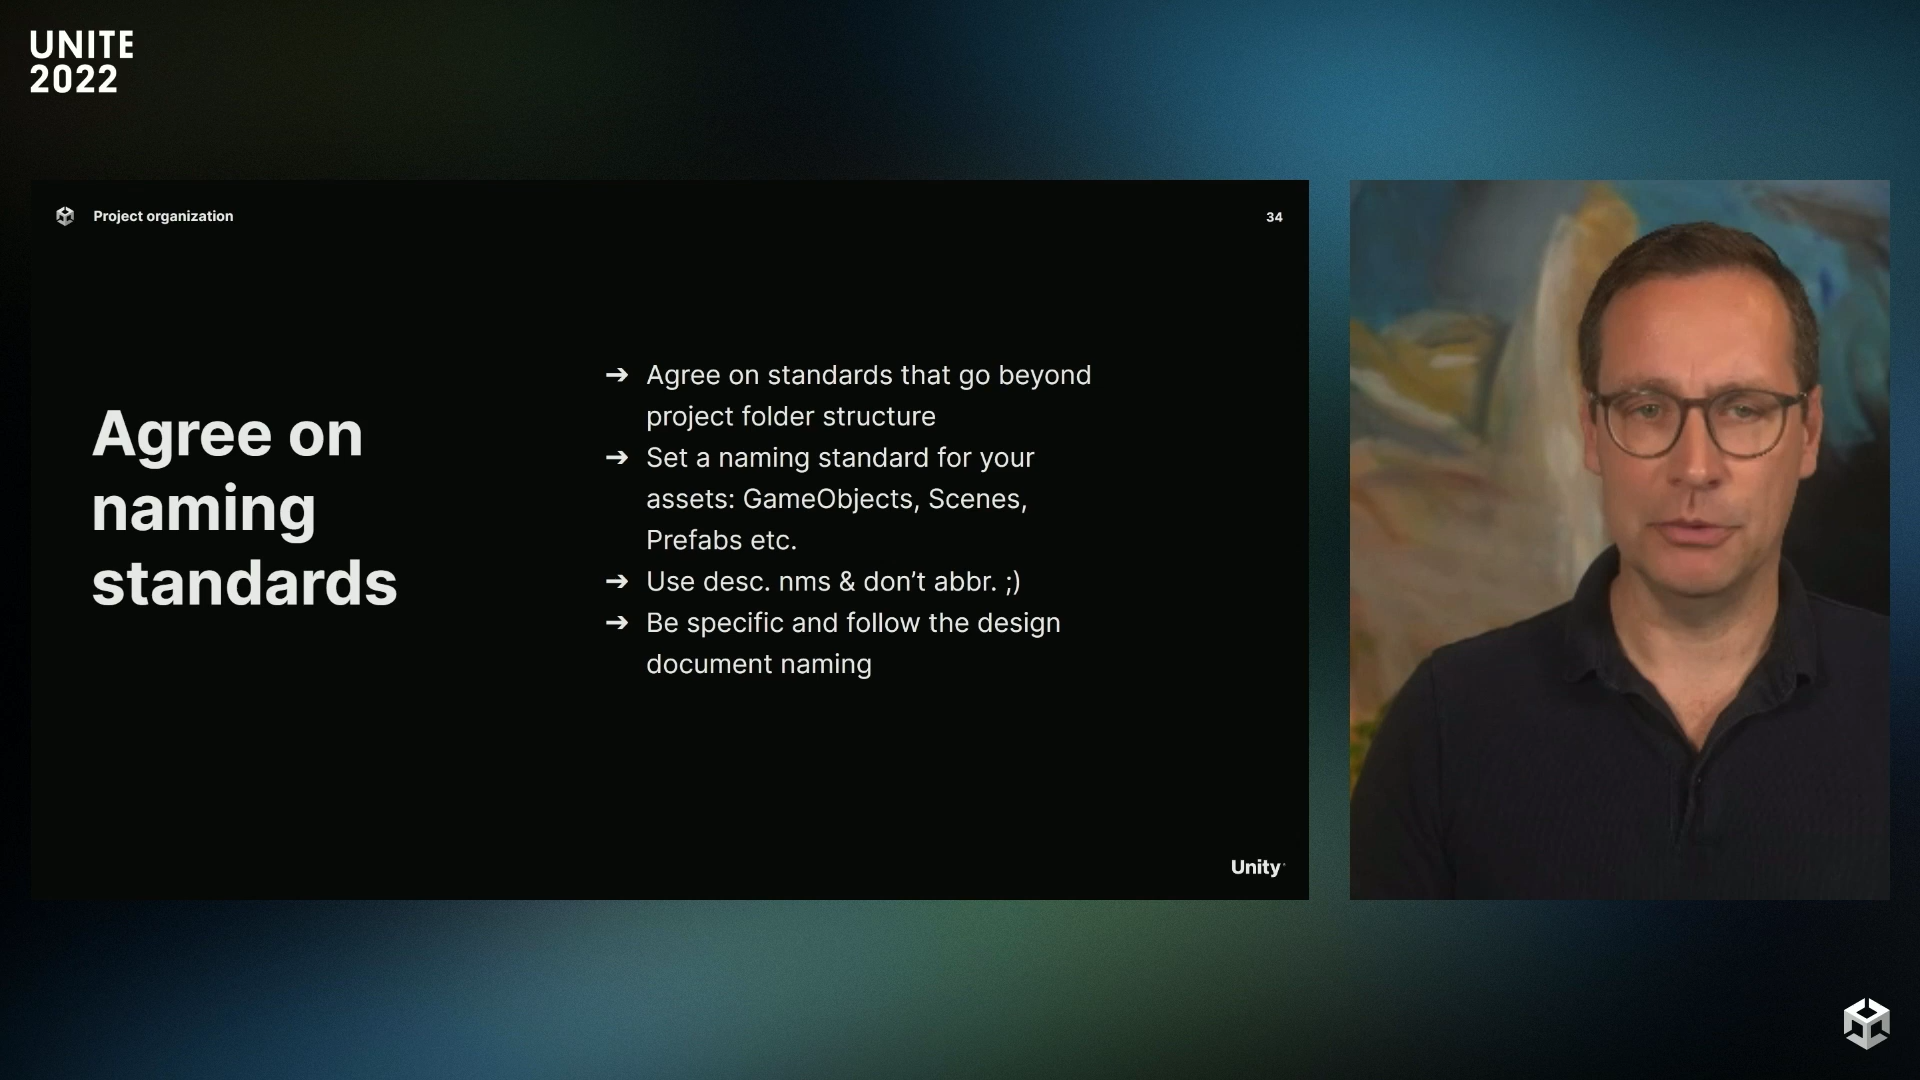 UNITE
2022
Project organization
34
Agree on
naming
standards
➔ Agree on standards that go beyond
project folder structure
➔ Set a naming standard for your
assets: GameObjects, Scenes,
Prefabs etc.
➔ Use desc. nms & don’t abbr. ;)
➔ Be specific and follow the design
document naming
Unity